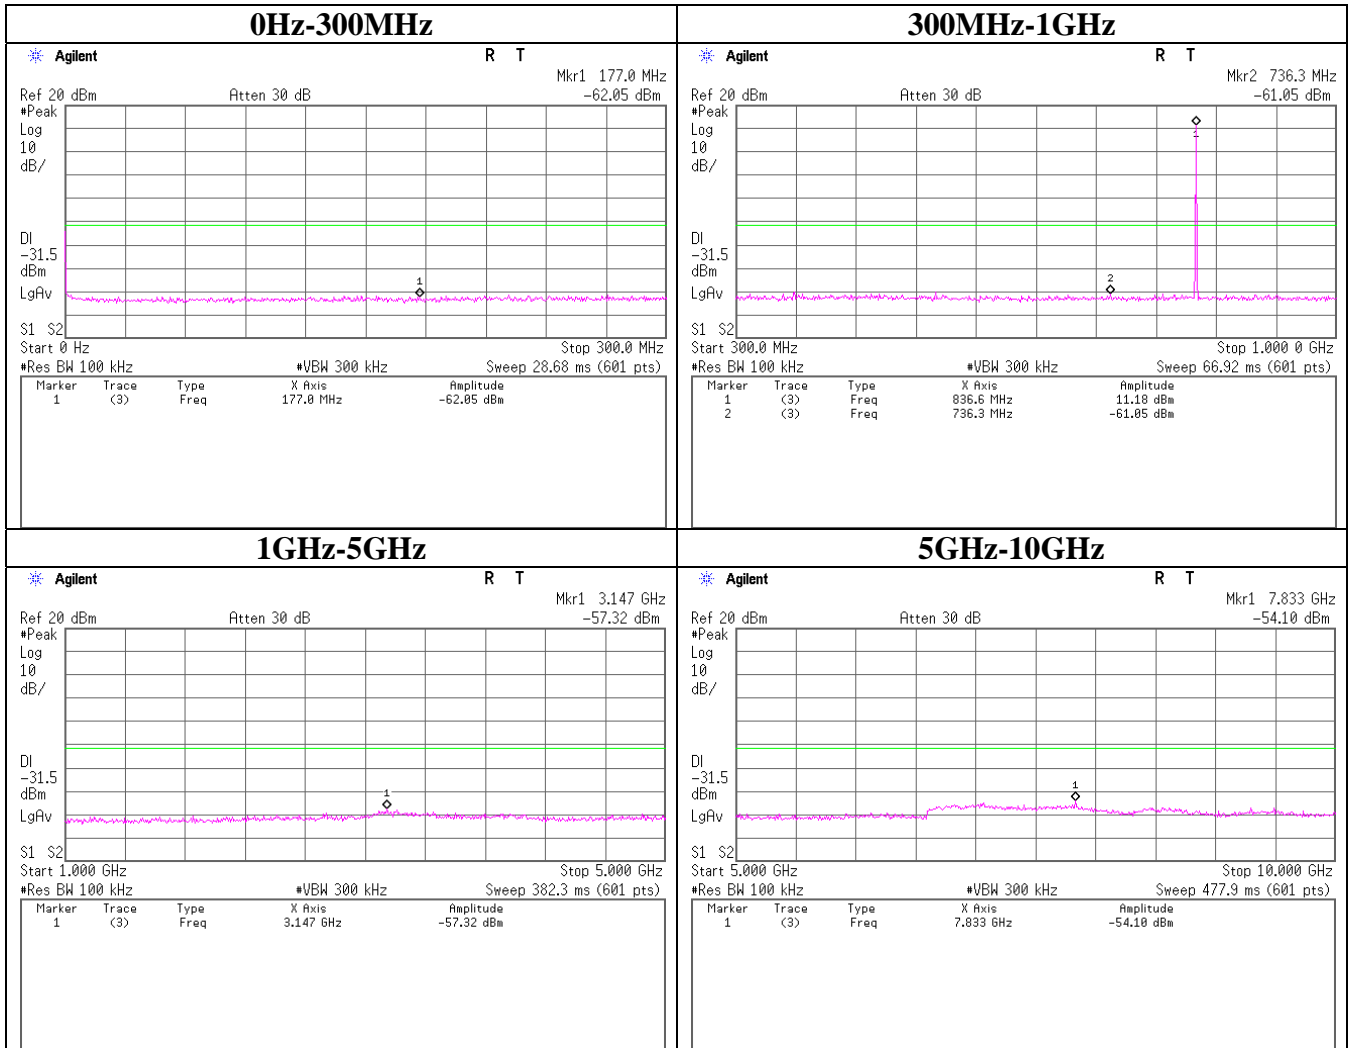 0Hz-300MHz
Agilent
R T
Mkr1 177.0 MHz
Ref 20 dBm
Atten 30 dB
-62.05 dBm
#Peak
Log
10
dB/
DI
-31.5
dBm
LgAv
1
S1 S2
Start 0 Hz
Stop 300.0 MHz
#Res BW 100 kHz
#VBW 300 kHz
Sweep 28.68 ms (601 pts)
Marker Trace Type X Axis Amplitude
1 (3) Freq 177.0 MHz -62.05 dBm
300MHz-1GHz
Agilent
R T
Mkr2 736.3 MHz
Ref 20 dBm
Atten 30 dB
-61.05 dBm
#Peak
Log
10
dB/
1
DI
-31.5
dBm
2
LgAv
S1 S2
Start 300.0 MHz
Stop 1.000 0 GHz
#Res BW 100 kHz
#VBW 300 kHz
Sweep 66.92 ms (601 pts)
Marker Trace Type X Axis Amplitude
1 (3) Freq 836.6 MHz 11.18 dBm
2 (3) Freq 736.3 MHz -61.05 dBm
1GHz-5GHz
Agilent
R T
Mkr1 3.147 GHz
Ref 20 dBm
Atten 30 dB
-57.32 dBm
#Peak
Log
10
dB/
DI
-31.5
dBm
1
LgAv
S1 S2
Start 1.000 GHz
Stop 5.000 GHz
#Res BW 100 kHz
#VBW 300 kHz
Sweep 382.3 ms (601 pts)
Marker Trace Type X Axis Amplitude
1 (3) Freq 3.147 GHz -57.32 dBm
5GHz-10GHz
Agilent
R T
Mkr1 7.833 GHz
Ref 20 dBm
Atten 30 dB
-54.10 dBm
#Peak
Log
10
dB/
DI
-31.5
dBm
1
LgAv
S1 S2
Start 5.000 GHz
Stop 10.000 GHz
#Res BW 100 kHz
#VBW 300 kHz
Sweep 477.9 ms (601 pts)
Marker Trace Type X Axis Amplitude
1 (3) Freq 7.833 GHz -54.10 dBm